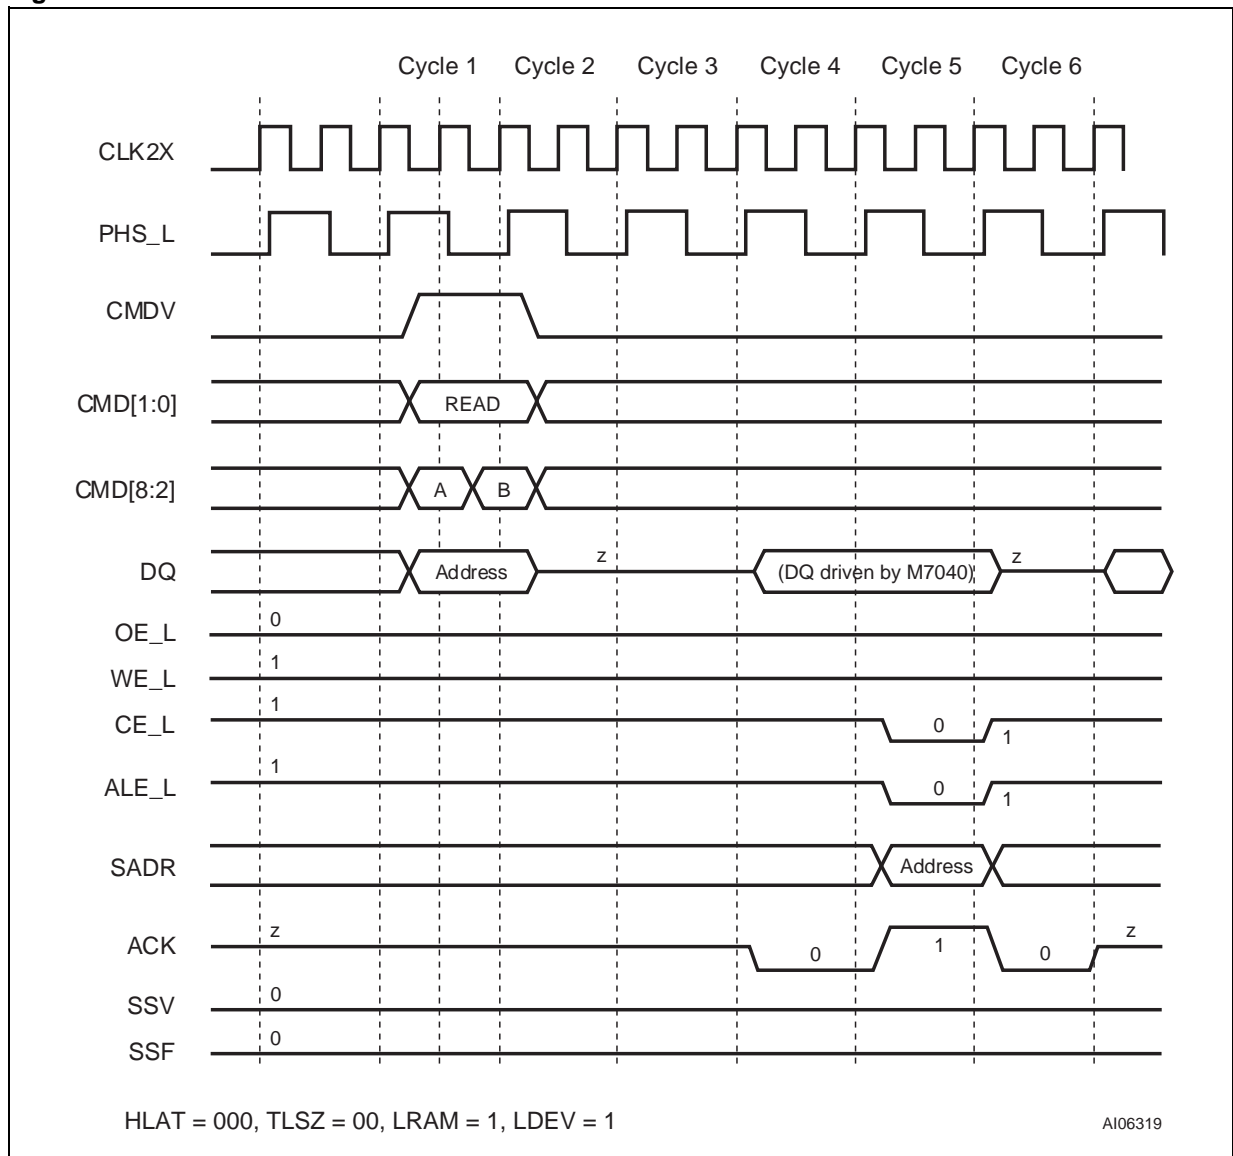 Cycle 1 Cycle 2 Cycle 3 Cycle 4 Cycle 5 Cycle 6
CLK2X
PHS_L
CMDV
CMD[1:0] READ
CMD[8:2] A B
DQ Address z (DQ driven by M7040) z
OE_L 0
WE_L 1
CE_L 1 0 1
ALE_L 1 0 1
SADR Address
ACK z 0 1 0 z
SSV 0
SSF 0
HLAT = 000, TLSZ = 00, LRAM = 1, LDEV = 1
AI06319